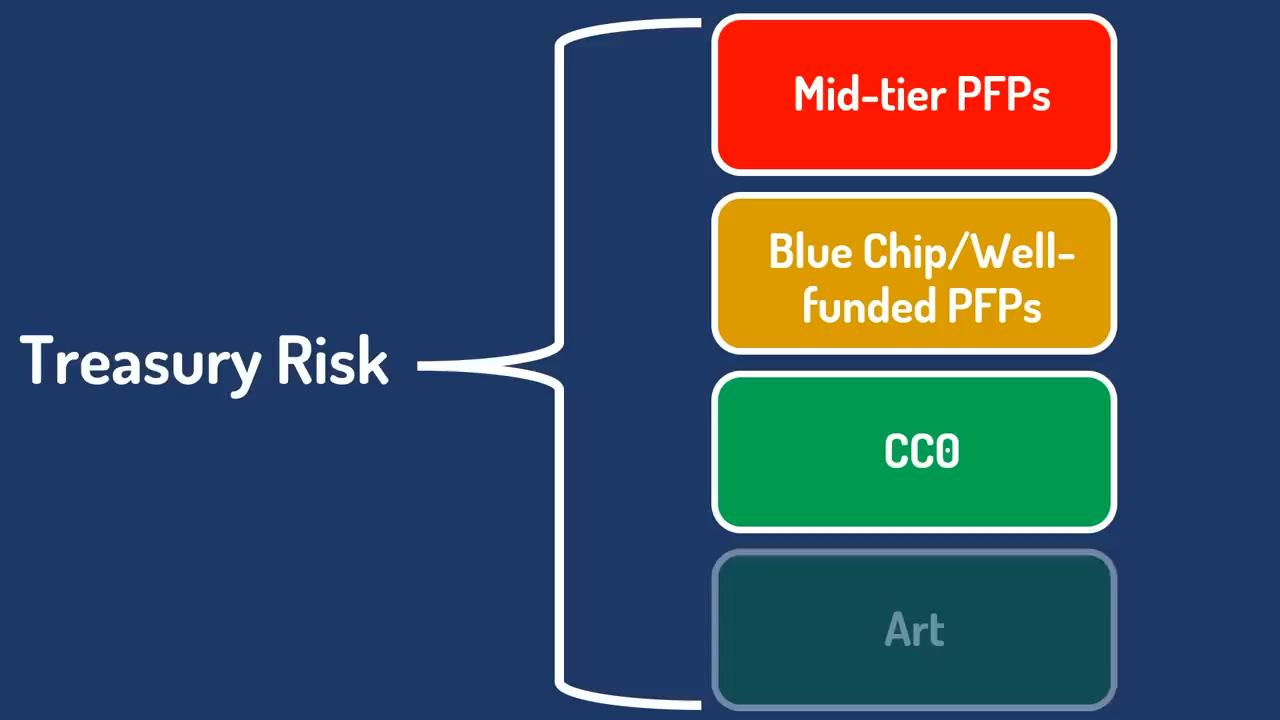 Treasury Risk
Mid-tier PFPs
Blue Chip/Well-
funded PFPs
CC0
Art